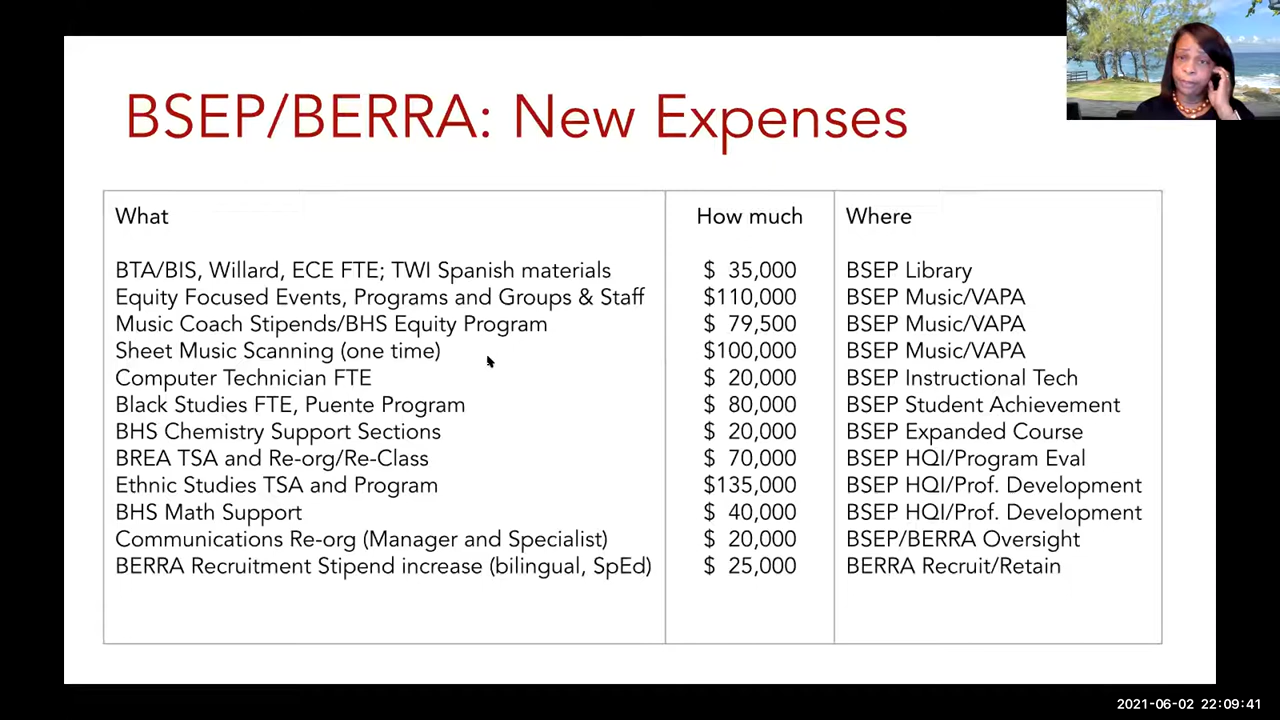 BSEP/BERRA: New Expenses
What How much Where
BTA/BIS, Willard, ECE FTE; TWI Spanish materials $ 35,000 BSEP Library
Equity Focused Events, Programs and Groups & Staff $110,000 BSEP Music/VAPA
Music Coach Stipends/BHS Equity Program $ 79,500 BSEP Music/VAPA
Sheet Music Scanning (one time) $100,000 BSEP Music/VAPA
Computer Technician FTE $ 20,000 BSEP Instructional Tech
Black Studies FTE, Puente Program $ 80,000 BSEP Student Achievement
BHS Chemistry Support Sections $ 20,000 BSEP Expanded Course
BREA TSA and Re-org/Re-Class $ 70,000 BSEP HQI/Program Eval
Ethnic Studies TSA and Program $135,000 BSEP HQI/Prof. Development
BHS Math Support $ 40,000 BSEP HQI/Prof. Development
Communications Re-org (Manager and Specialist) $ 20,000 BSEP/BERRA Oversight
BERRA Recruitment Stipend increase (bilingual, SpEd) $ 25,000 BERRA Recruit/Retain
2021-06-02 22:09:41